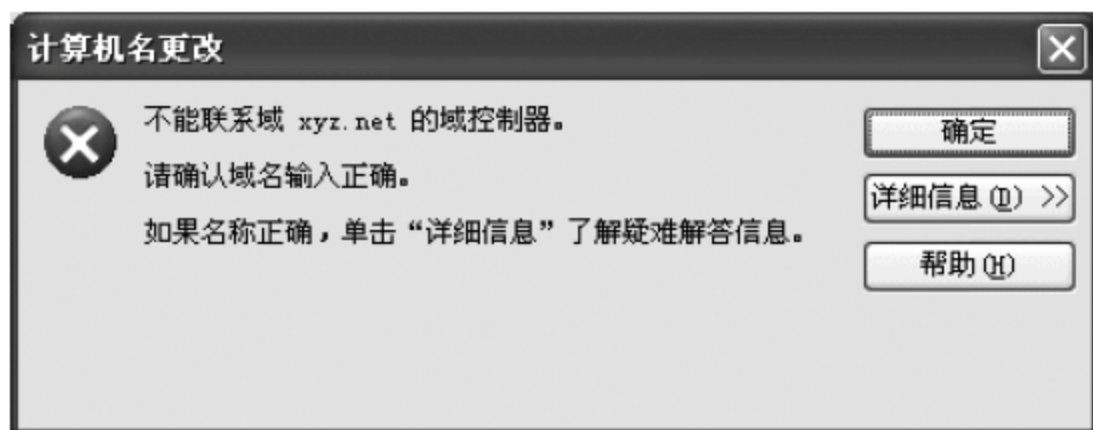 计算机名更改
不能联系域 xyz.net 的域控制器。
请确认域名输入正确。
如果名称正确，单击“详细信息”了解疑难解答信息。
确定
详细信息(D) >>
帮助(H)